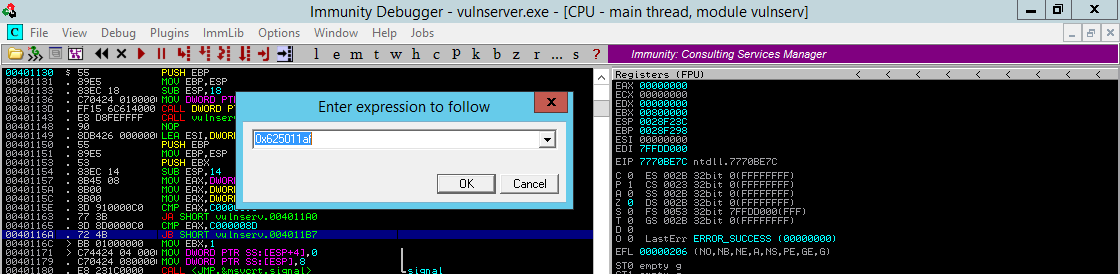 Immunity Debugger - vulnserver.exe - [CPU - main thread, module vulnserv]
C File View Debug Plugins ImmLib Options Window Help Jobs
l e m t w h c p k b z r ... s ? Immunity: Consulting Services Manager
00401130 $ 55 PUSH EBP
00401131 . 89E5 MOV EBP,ESP
00401133 . 83EC 18 SUB ESP,18
00401136 . C70424 010000 MOV DWORD PTR
0040113D . FF15 6C614000 CALL DWORD PT
00401143 . E8 D8FEFFFF CALL vulnserv.
00401148 . 90 NOP
00401149 . 8DB426 000000 LEA ESI,DWORD
00401150 . 55 PUSH EBP
00401151 . 89E5 MOV EBP,ESP
00401153 . 53 PUSH EBX
00401154 . 83EC 14 SUB ESP,14
00401157 . 8B45 08 MOV EAX,DWORD
0040115A . 8B00 MOV EAX,DWORD
0040115C . 8B00 MOV EAX,DWORD
0040115E . 3D 910000C0 CMP EAX,C0000091
00401163 . 77 3B JA SHORT vulnserv.004011A0
00401165 . 3D 8D0000C0 CMP EAX,C000008D
0040116A . 72 4B JB SHORT vulnserv.004011B7
0040116C > BB 01000000 MOV EBX,1
00401171 > C74424 04 000 MOV DWORD PTR SS:[ESP+4],0
00401179 . C70424 080000 MOV DWORD PTR SS:[ESP],8
00401180 . E8 231C0000 CALL <JMP.&msvcrt.signal> signal
Enter expression to follow
0x625011af
OK Cancel
Registers (FPU) < < < < < < < <
EAX 00000000
ECX 00000000
EDX 00000000
EBX 00800000
ESP 0028F23C
EBP 0028F298
ESI 00000000
EDI 7FFDD000
EIP 7770BE7C ntdll.7770BE7C
C 0 ES 002B 32bit 0(FFFFFFFF)
P 1 CS 0023 32bit 0(FFFFFFFF)
A 0 SS 002B 32bit 0(FFFFFFFF)
Z 0 DS 002B 32bit 0(FFFFFFFF)
S 0 FS 0053 32bit 7FFDD000(FFF)
T 0 GS 002B 32bit 0(FFFFFFFF)
D 0
O 0 LastErr ERROR_SUCCESS (00000000)
EFL 00000206 (NO,NB,NE,A,NS,PE,GE,G)
ST0 empty g